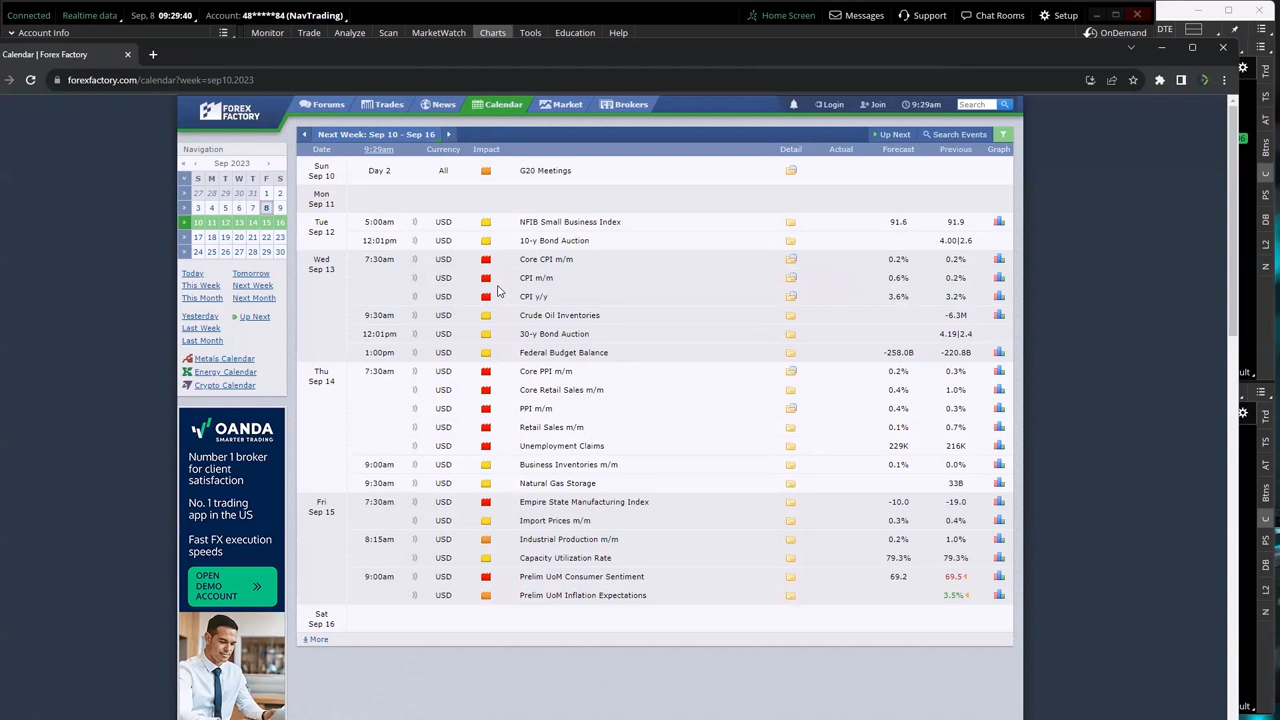 Connected Realtime data Sep, 8 09:29:40 Account: 48*****84 (NavTrading) Home Screen Messages Support Chat Rooms Setup
Account Info Monitor Trade Analyze Scan MarketWatch Charts Education Help OnDemand DTE
Calendar | Forex Factory
forexfactory.com/calendar?week=sep10.2023
FOREX FACTORY Forums Trades News Calendar Market Brokers Login Join 9:29am Search
Navigation
Sep 2023
S M T W T F S
27 28 29 30 31 1 2
3 4 5 6 7 8 9
10 11 12 13 14 15 16
17 18 19 20 21 22 23
24 25 26 27 28 29 30
Today Tomorrow
This Week Next Week
This Month Next Month
Yesterday Up Next
Last Week
Last Month
Metals Calendar
Energy Calendar
Crypto Calendar
OANDA
SMARTER TRADING
Number 1 broker
for client
satisfaction
No. 1 trading
app in the US
Fast FX execution
speeds
OPEN
DEMO
ACCOUNT
Next Week: Sep 10 - Sep 16 Up Next Search Events
Date 9:29am Currency Impact Detail Actual Forecast Previous Graph
Sun Sep 10 Day 2 All G20 Meetings
Mon Sep 11
Tue Sep 12 5:00am USD NFIB Small Business Index 91.6 91.9
12:01pm USD 10-y Bond Auction 4.00|2.6
Wed Sep 13 7:30am USD Core CPI m/m 0.2% 0.2%
USD CPI m/m 0.6% 0.2%
USD CPI y/y 3.6% 3.2%
9:30am USD Crude Oil Inventories -6.3M
12:01pm USD 30-y Bond Auction 4.19|2.4
1:00pm USD Federal Budget Balance -258.0B -220.8B
Thu Sep 14 7:30am USD Core PPI m/m 0.2% 0.3%
USD Core Retail Sales m/m 0.4% 1.0%
USD PPI m/m 0.4% 0.3%
USD Retail Sales m/m 0.1% 0.7%
USD Unemployment Claims 229K 216K
9:00am USD Business Inventories m/m 0.1% 0.0%
9:30am USD Natural Gas Storage 33B
Fri Sep 15 7:30am USD Empire State Manufacturing Index -10.0 -19.0
USD Import Prices m/m 0.3% 0.4%
8:15am USD Industrial Production m/m 0.2% 1.0%
USD Capacity Utilization Rate 79.3% 79.3%
9:00am USD Prelim UoM Consumer Sentiment 69.2 69.5
USD Prelim UoM Inflation Expectations 3.5%
Sat Sep 16
More
Trd
TS
AT
Btns
C
PS
DB
L2
N
ult
Trd
TS
AT
Btns
C
PS
DB
L2
N
ult